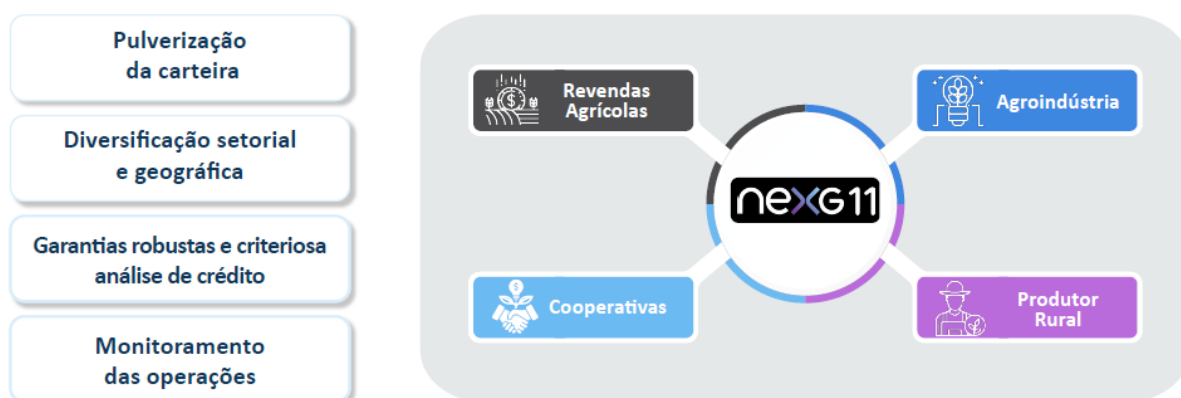 Pulverização
da carteira
Diversificação setorial
e geográfica
Garantias robustas e criteriosa
análise de crédito
Monitoramento
das operações
Revendas
Agrícolas
Agroindústria
nexG11
Cooperativas
Produtor
Rural